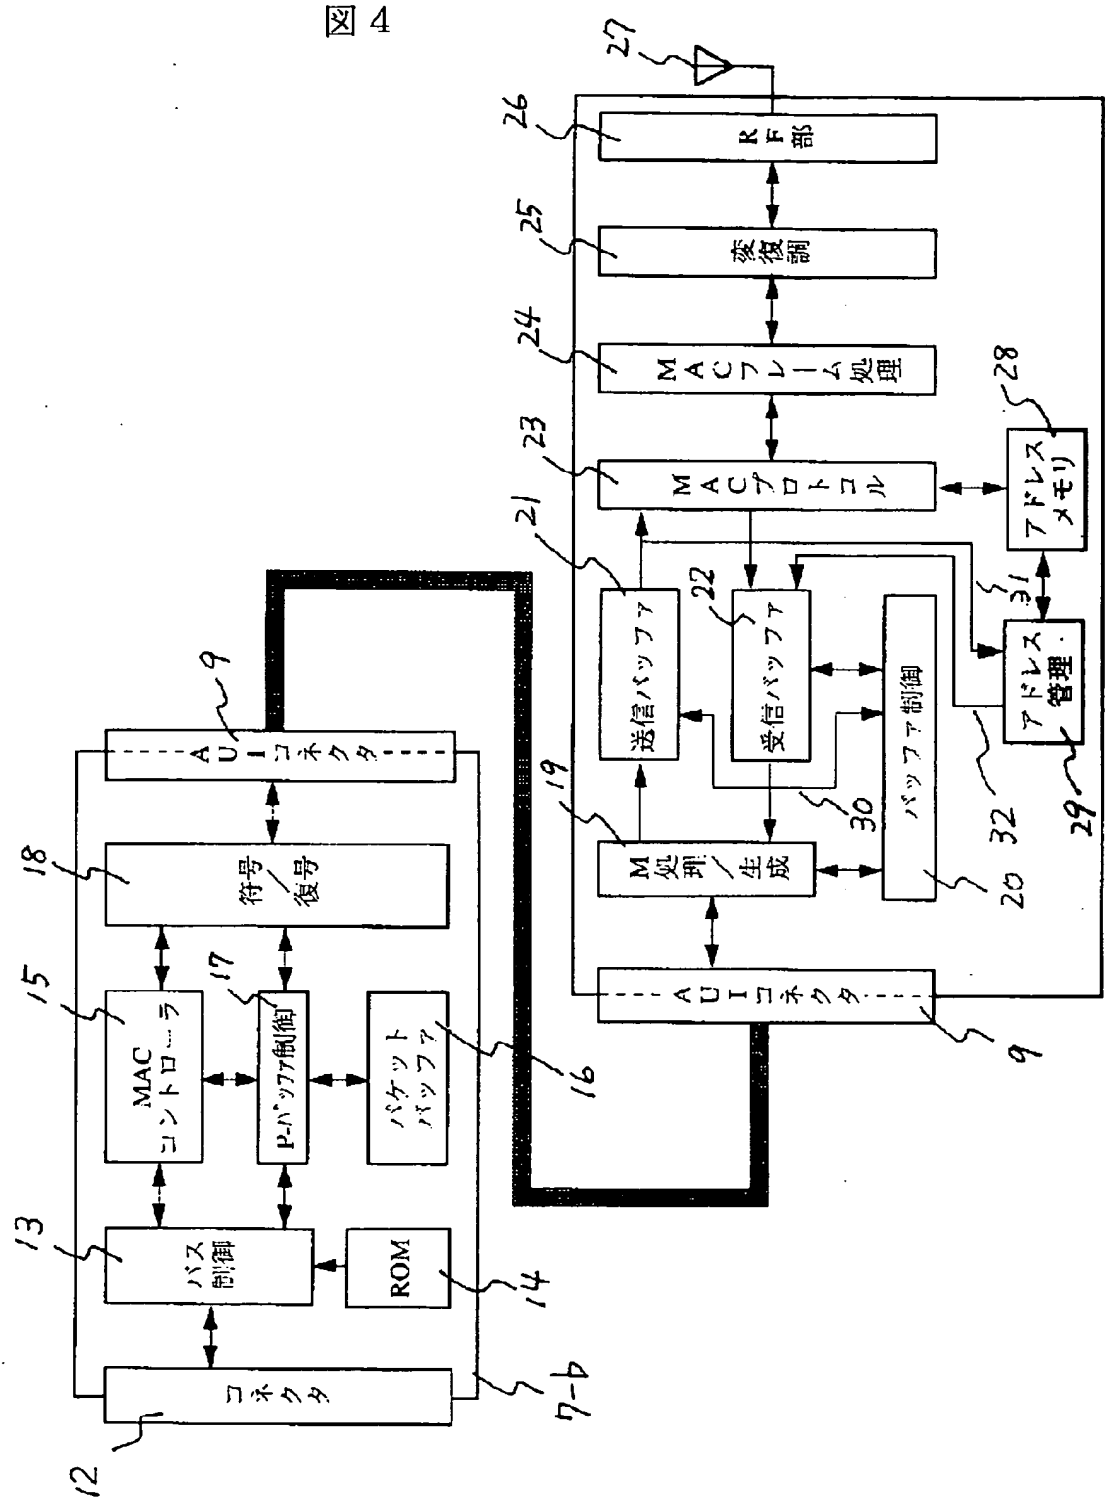 図4
12
コネクタ
7-b
13
バス
制御
ROM
14
15
MAC
コントローラ
17
P-バッファ制御
パケット
バッファ
16
18
符号
/
復号
AUIコネクタ
9
AUIコネクタ
9
19
M処理/生成
20
バッファ制御
30
21
送信バッファ
22
受信バッファ
23
MACプロトコル
24
MACフレーム処理
25
変復調
26
RF部
27
28
アドレス
メモリ
31
29
アドレス
管理
32